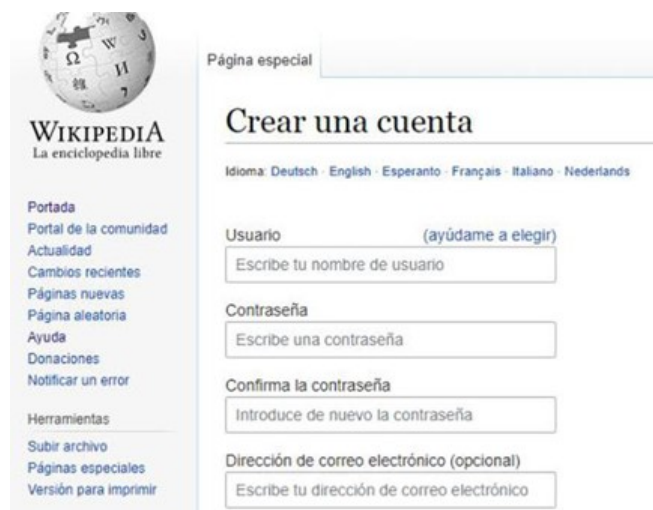 WIKIPEDIA
La enciclopedia libre
Portada
Portal de la comunidad
Actualidad
Cambios recientes
Páginas nuevas
Página aleatoria
Ayuda
Donaciones
Notificar un error
Herramientas
Subir archivo
Páginas especiales
Versión para imprimir
Página especial
Crear una cuenta
Idioma: Deutsch · English · Esperanto · Français · Italiano · Nederlands
Usuario (ayúdame a elegir)
Escribe tu nombre de usuario
Contraseña
Escribe una contraseña
Confirma la contraseña
Introduce de nuevo la contraseña
Dirección de correo electrónico (opcional)
Escribe tu dirección de correo electrónico